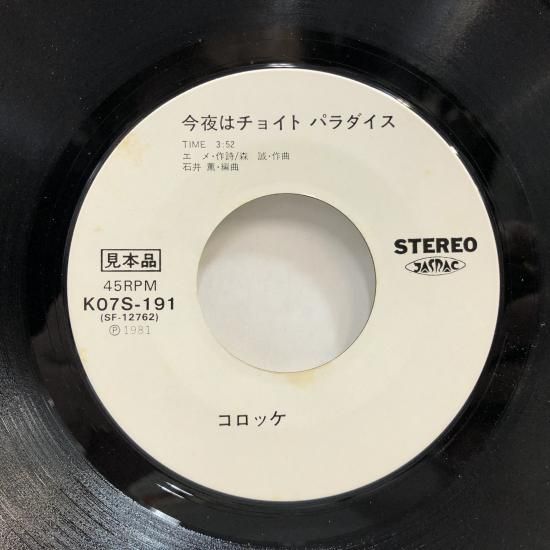 今夜はチョイト パラダイス
TIME 3:52
エ メ・作詩/森 誠・作曲
石井 薫・編曲
見本品
45RPM
K07S-191
(SF-12762)
Ⓟ1981
STEREO
JASRAC
コロッケ